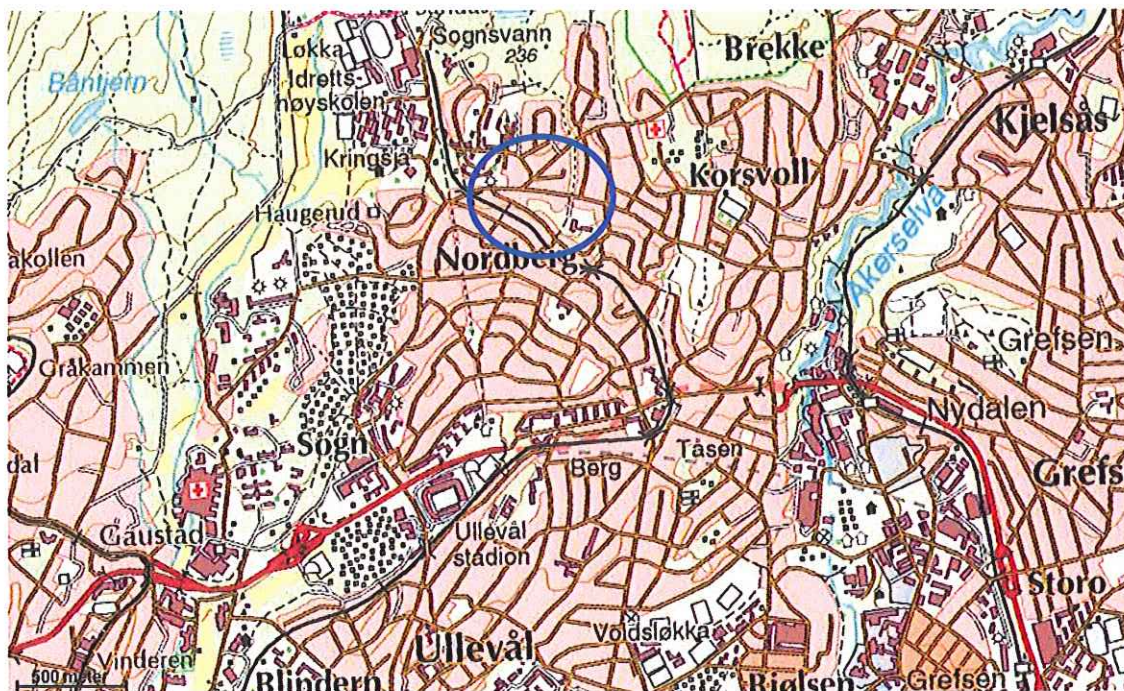 Sognsvann
236
Brekke
Løkka
Idretts-
høyskolen
Båntjern
Kjelsås
Kringsjå
Korsvoll
Haugerud
Nordberg
Akerselva
åkollen
Gråkammen
Grefsen
Nydalen
Sogn
Berg
Tåsen
dal
Grefs
Gaustad
Ullevål
stadion
Storo
Voldsløkka
Ullevål
Vinderen
500 meter
Blindern
Bjølsen
Grefsen